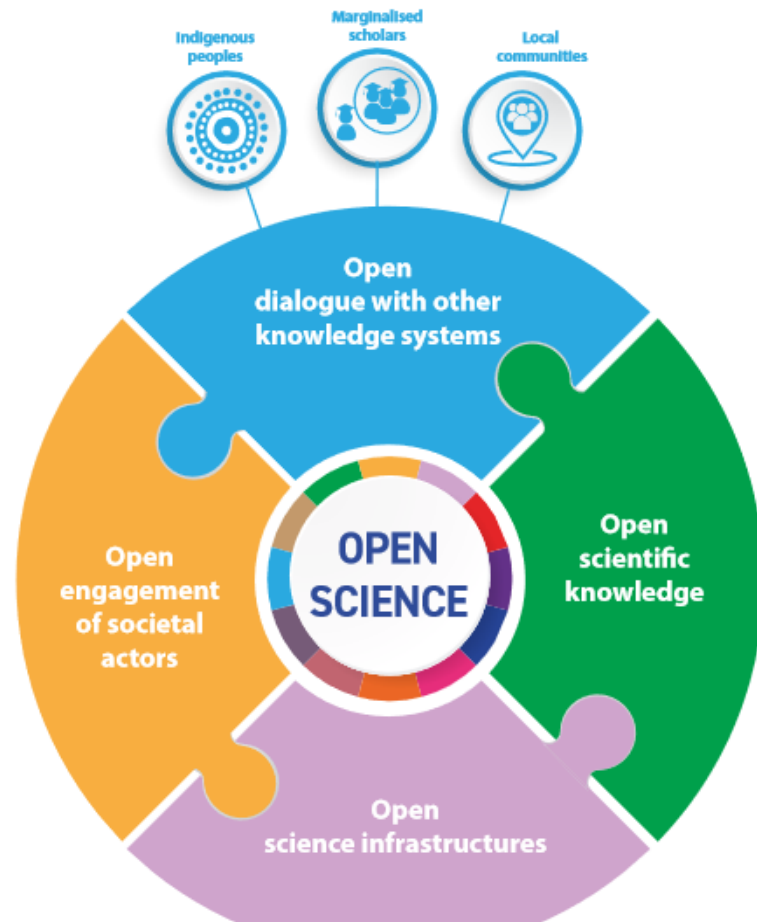 Indigenous
peoples
Marginalised
scholars
Local
communities
Open
dialogue with other
knowledge systems
Open
engagement
of societal
actors
OPEN
SCIENCE
Open
scientific
knowledge
Open
science infrastructures